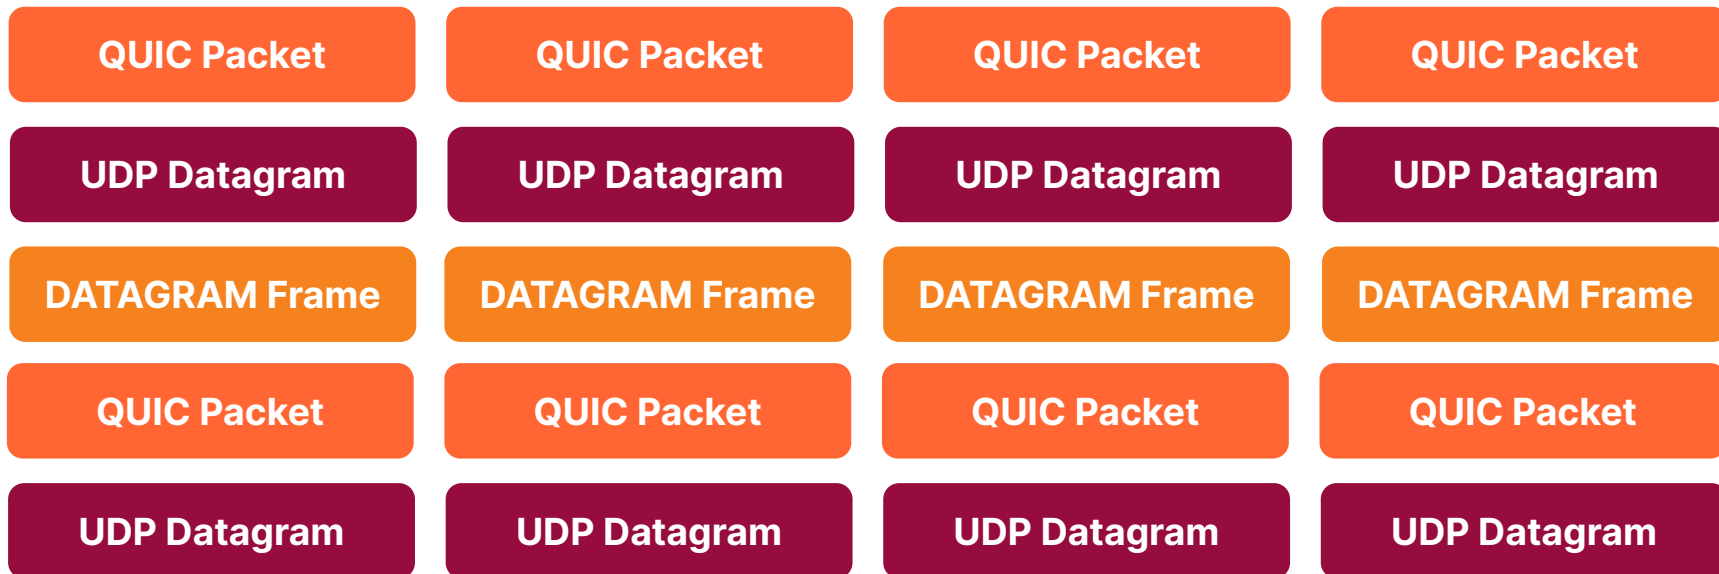 QUIC Packet QUIC Packet QUIC Packet QUIC Packet
UDP Datagram UDP Datagram UDP Datagram UDP Datagram
DATAGRAM Frame DATAGRAM Frame DATAGRAM Frame DATAGRAM Frame
QUIC Packet QUIC Packet QUIC Packet QUIC Packet
UDP Datagram UDP Datagram UDP Datagram UDP Datagram